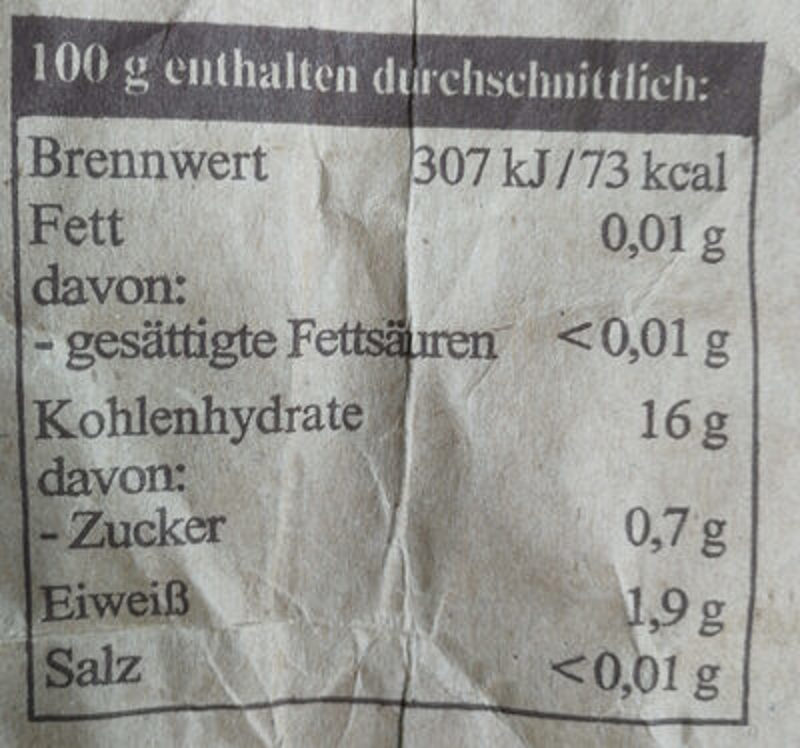 100 g enthalten durchschnittlich:
Brennwert 307 kJ/73 kcal
Fett 0,01 g
davon:
- gesättigte Fettsäuren <0,01 g
Kohlenhydrate 16 g
davon:
- Zucker 0,7 g
Eiweiß 1,9 g
Salz <0,01 g